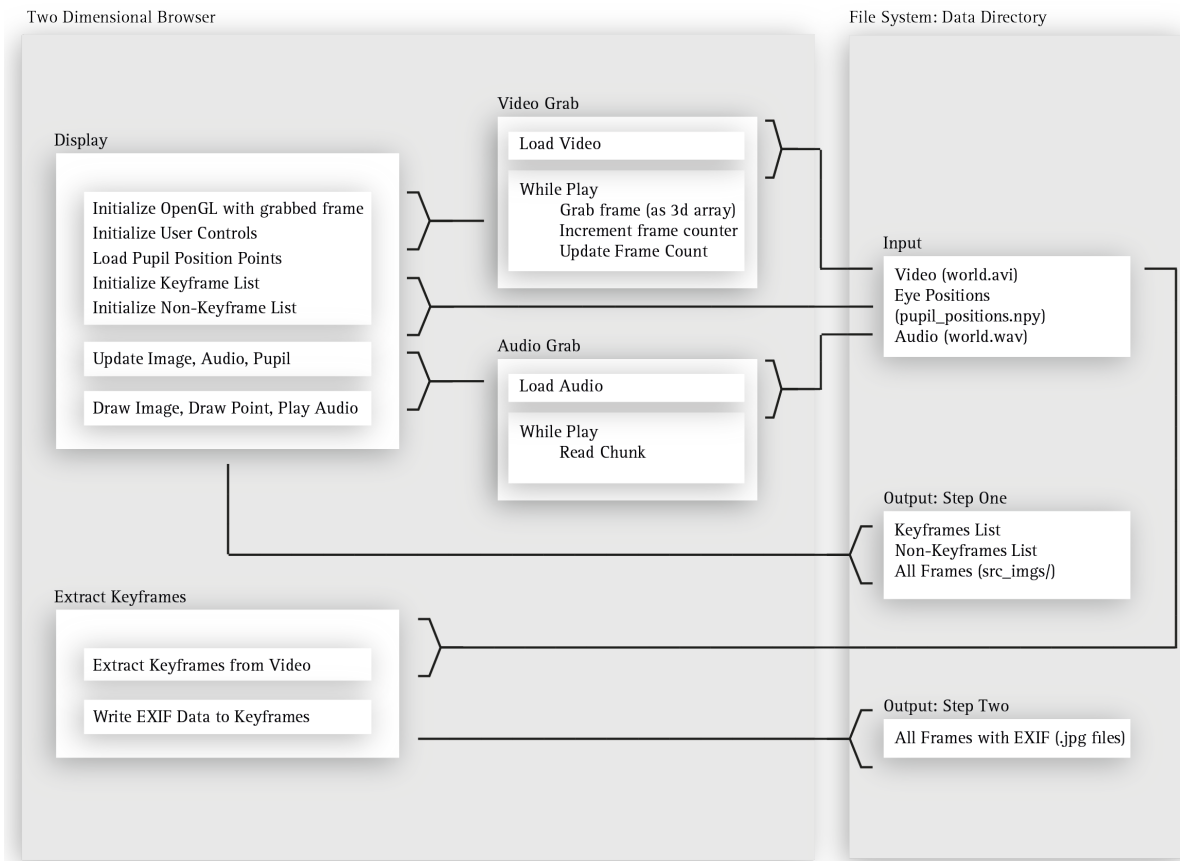 Two Dimensional Browser
File System: Data Directory
Display
Initialize OpenGL with grabbed frame
Initialize User Controls
Load Pupil Position Points
Initialize Keyframe List
Initialize Non-Keyframe List
Update Image, Audio, Pupil
Draw Image, Draw Point, Play Audio
Video Grab
Load Video
While Play
Grab frame (as 3d array)
Increment frame counter
Update Frame Count
Audio Grab
Load Audio
While Play
Read Chunk
Input
Video (world.avi)
Eye Positions
(pupil_positions.npy)
Audio (world.wav)
Output: Step One
Keyframes List
Non-Keyframes List
All Frames (src_imgs/)
Extract Keyframes
Extract Keyframes from Video
Write EXIF Data to Keyframes
Output: Step Two
All Frames with EXIF (.jpg files)